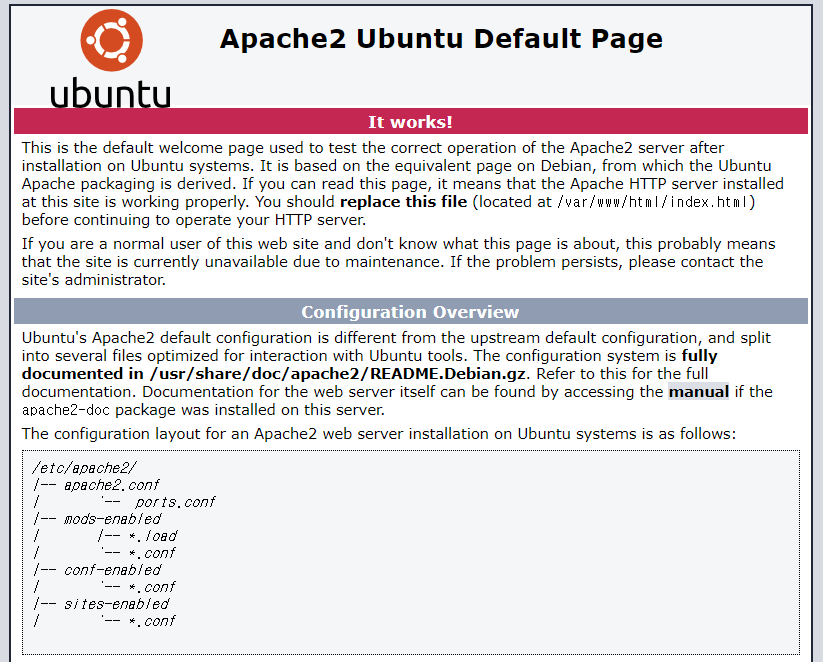 ubuntu
Apache2 Ubuntu Default Page
It works!
This is the default welcome page used to test the correct operation of the Apache2 server after
installation on Ubuntu systems. It is based on the equivalent page on Debian, from which the Ubuntu
Apache packaging is derived. If you can read this page, it means that the Apache HTTP server installed
at this site is working properly. You should replace this file (located at /var/www/html/index.html)
before continuing to operate your HTTP server.
If you are a normal user of this web site and don't know what this page is about, this probably means
that the site is currently unavailable due to maintenance. If the problem persists, please contact the
site's administrator.
Configuration Overview
Ubuntu's Apache2 default configuration is different from the upstream default configuration, and split
into several files optimized for interaction with Ubuntu tools. The configuration system is fully
documented in /usr/share/doc/apache2/README.Debian.gz. Refer to this for the full
documentation. Documentation for the web server itself can be found by accessing the manual if the
apache2-doc package was installed on this server.
The configuration layout for an Apache2 web server installation on Ubuntu systems is as follows:
/etc/apache2/
|-- apache2.conf
|       `--  ports.conf
|-- mods-enabled
|       |-- *.load
|       `-- *.conf
|-- conf-enabled
|       `-- *.conf
|-- sites-enabled
|       `-- *.conf